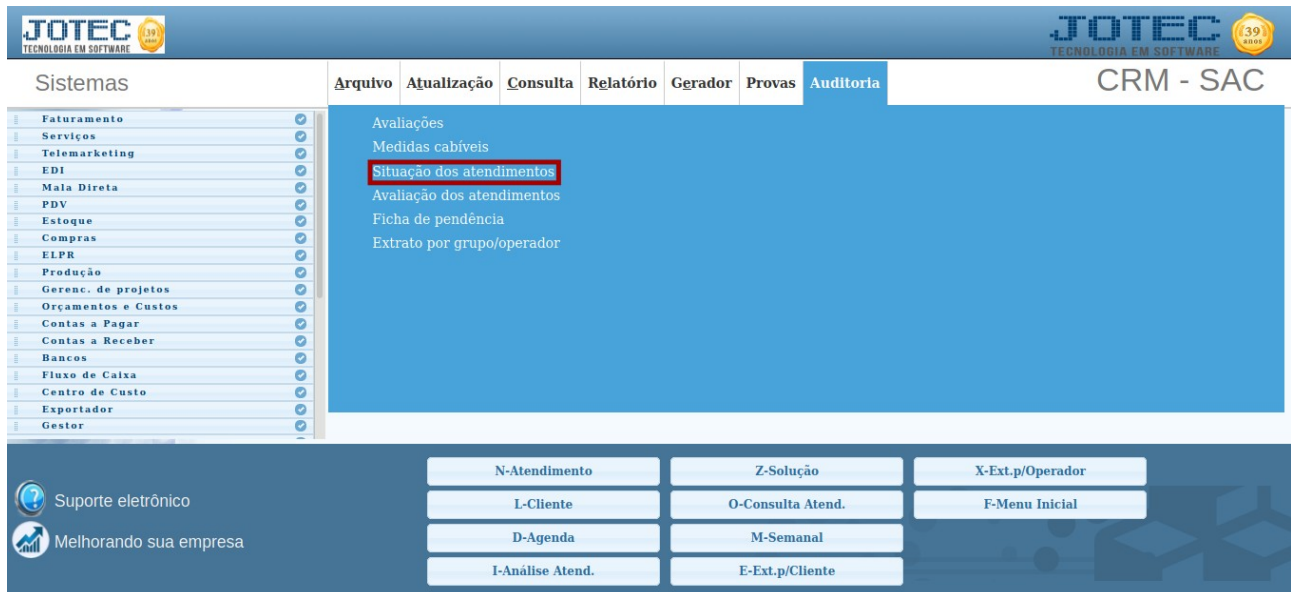 JOTEC
39
anos
TECNOLOGIA EM SOFTWARE
JOTEC
39
anos
TECNOLOGIA EM SOFTWARE
Sistemas
Arquivo Atualização Consulta Relatório Gerador Provas Auditoria
CRM - SAC
Faturamento
Serviços
Telemarketing
EDI
Mala Direta
PDV
Estoque
Compras
ELPR
Produção
Gerenc. de projetos
Orçamentos e Custos
Contas a Pagar
Contas a Receber
Bancos
Fluxo de Caixa
Centro de Custo
Exportador
Gestor
Avaliações
Medidas cabíveis
Situação dos atendimentos
Avaliação dos atendimentos
Ficha de pendência
Extrato por grupo/operador
Suporte eletrônico
Melhorando sua empresa
N-Atendimento Z-Solução X-Ext.p/Operador
L-Cliente O-Consulta Atend. F-Menu Inicial
D-Agenda M-Semanal
I-Análise Atend. E-Ext.p/Cliente